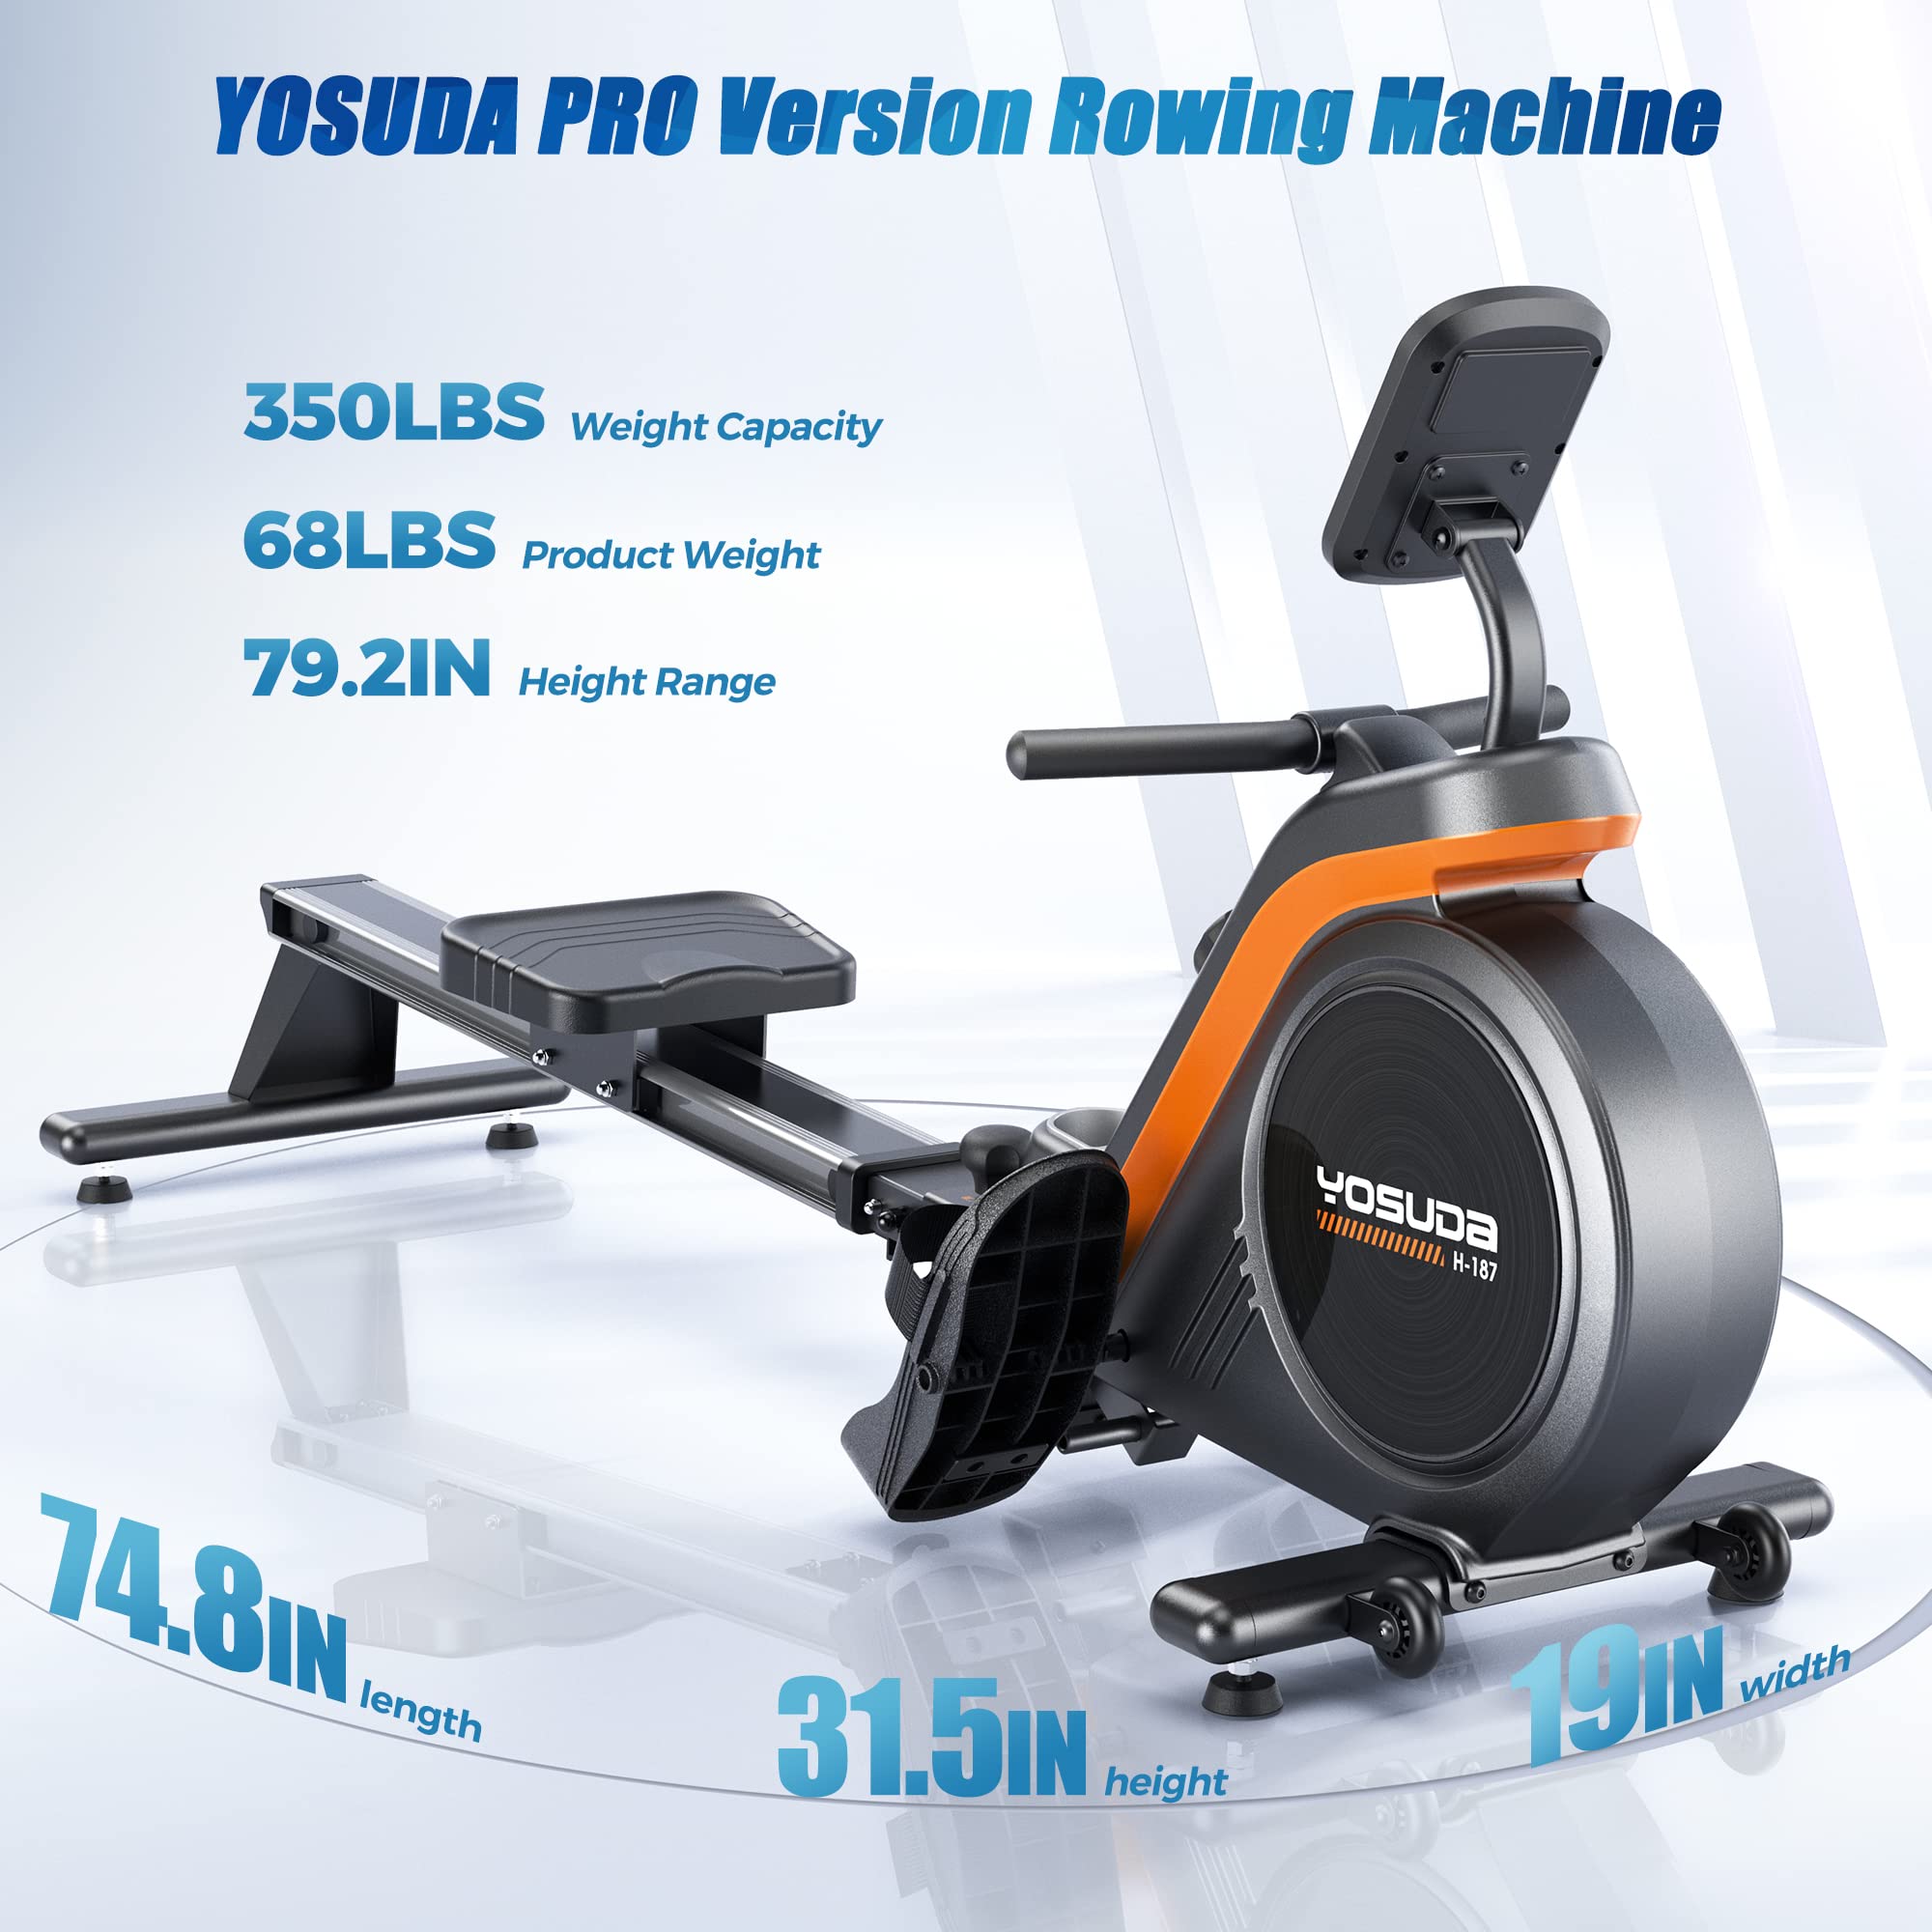 YOSUDA PRO Version Rowing Machine
350LBS Weight Capacity
68LBS Product Weight
79.2IN Height Range
YOSUDA
H-187
74.8IN length
31.5IN height
19IN width